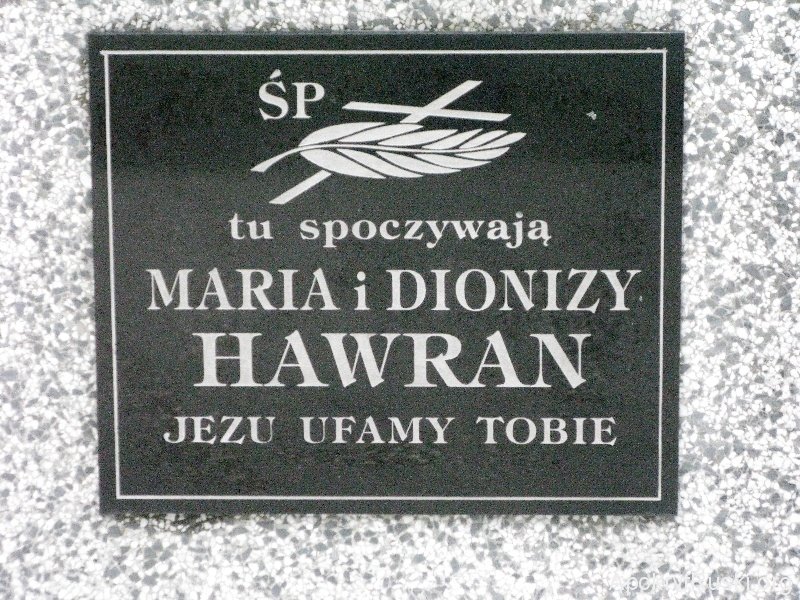 ŚP
tu spoczywają
MARIA i DIONIZY
HAWRAN
JEZU UFAMY TOBIE